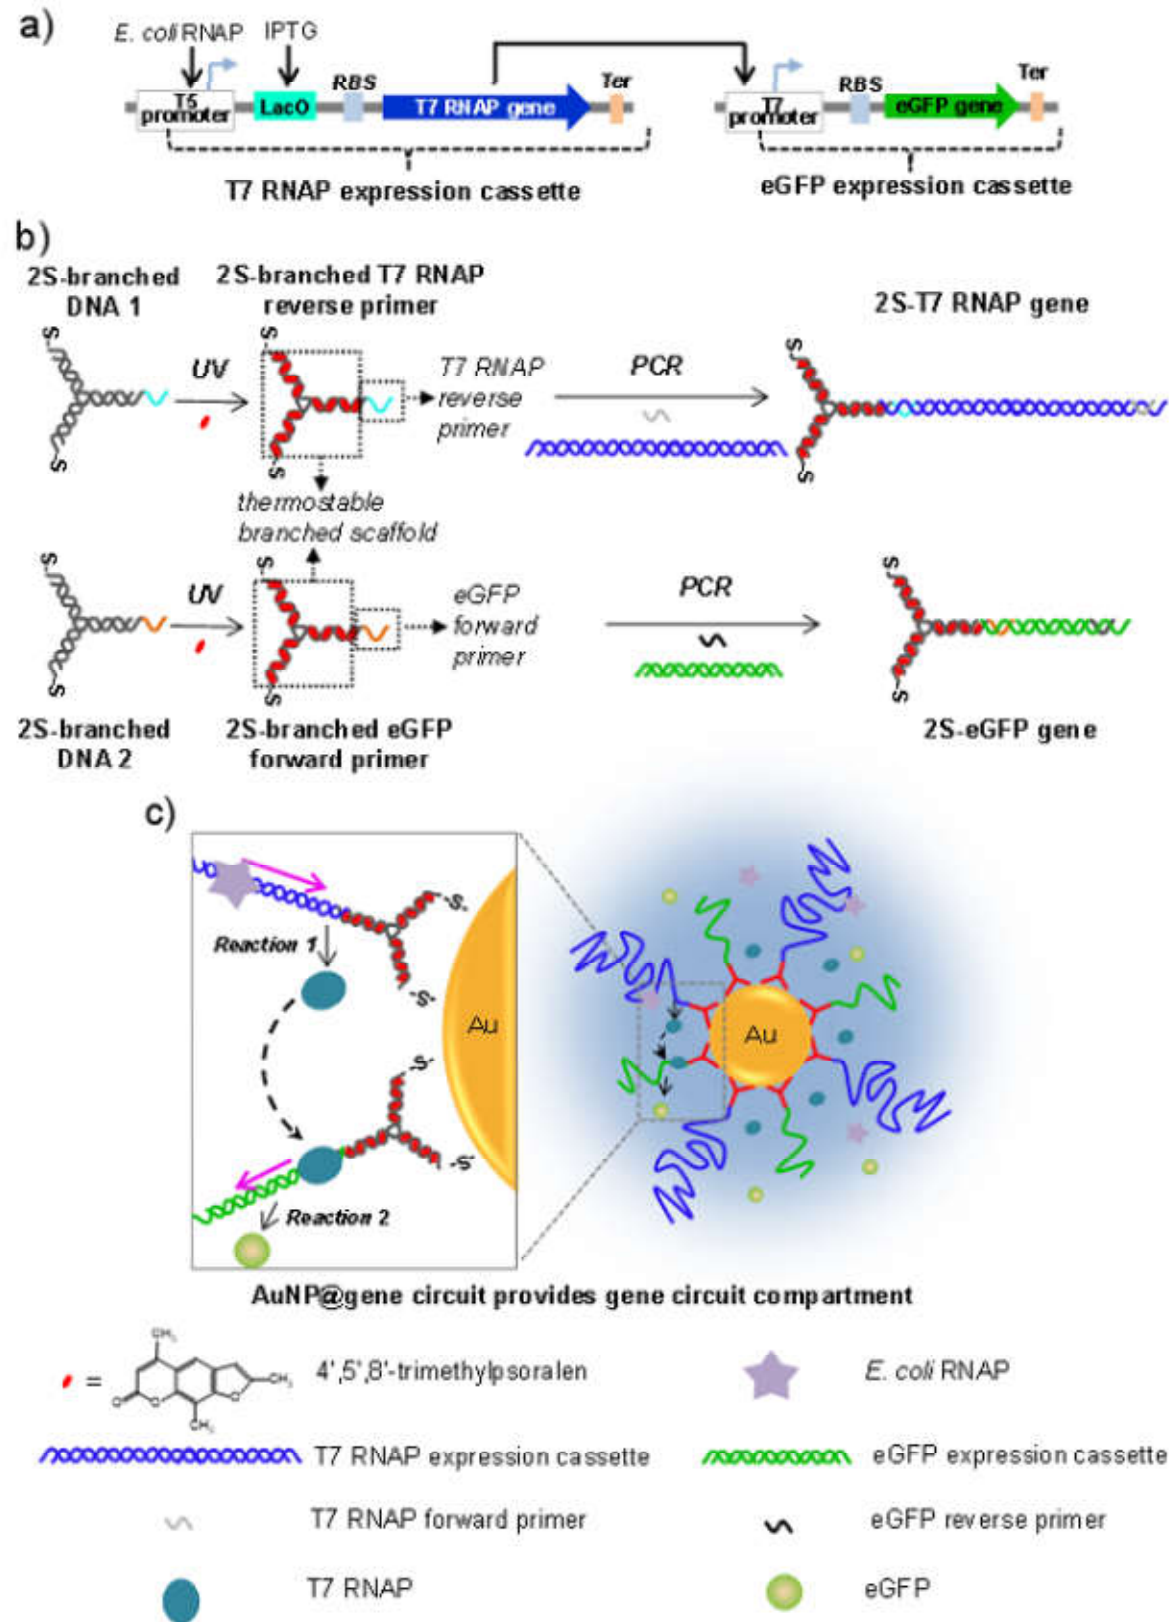 a)
E. coli RNAP IPTG
T5 promoter LacO RBS T7 RNAP gene Ter
T7 promoter RBS eGFP gene Ter
T7 RNAP expression cassette
eGFP expression cassette
b)
2S-branched
DNA 1
2S-branched T7 RNAP
reverse primer
2S-T7 RNAP gene
S
S
UV
S
S
T7 RNAP
reverse
primer
PCR
S
S
thermostable
branched scaffold
S
S
UV
S
S
eGFP
forward
primer
PCR
S
S
2S-branched
DNA 2
2S-branched eGFP
forward primer
2S-eGFP gene
c)
-S-
Reaction 1
-S-
Au
-S-
-S-
Reaction 2
Au
AuNP@gene circuit provides gene circuit compartment
CH3
= O O O CH3
CH3
4',5',8'-trimethylpsoralen
E. coli RNAP
T7 RNAP expression cassette
eGFP expression cassette
T7 RNAP forward primer
eGFP reverse primer
T7 RNAP
eGFP